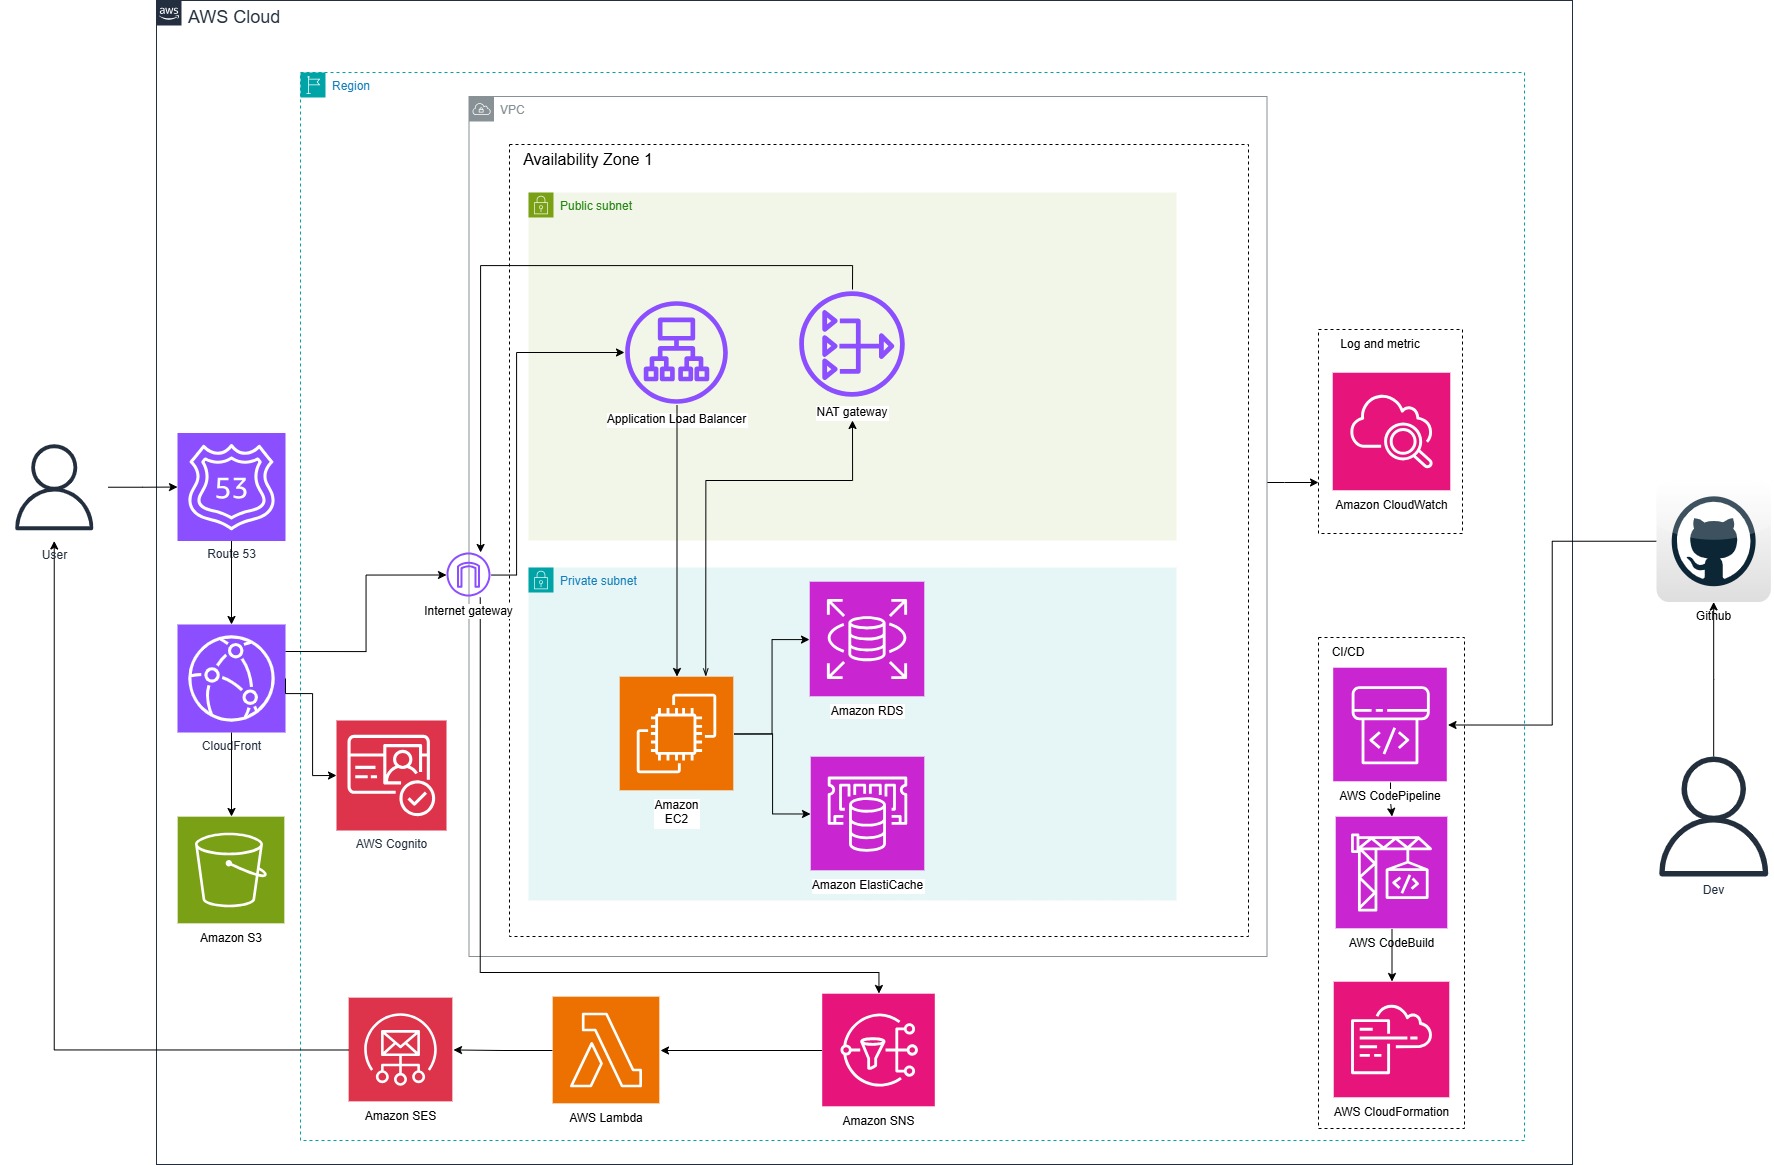 aws
AWS Cloud
Region
VPC
Availability Zone 1
Public subnet
Application Load Balancer
NAT gateway
Log and metric
Amazon CloudWatch
User
53
Route 53
Internet gateway
Private subnet
Amazon RDS
Github
CI/CD
CloudFront
AWS Cognito
Amazon
EC2
AWS CodePipeline
</>
Amazon ElastiCache
Dev
Amazon S3
</>
AWS CodeBuild
Amazon SES
AWS Lambda
Amazon SNS
AWS CloudFormation